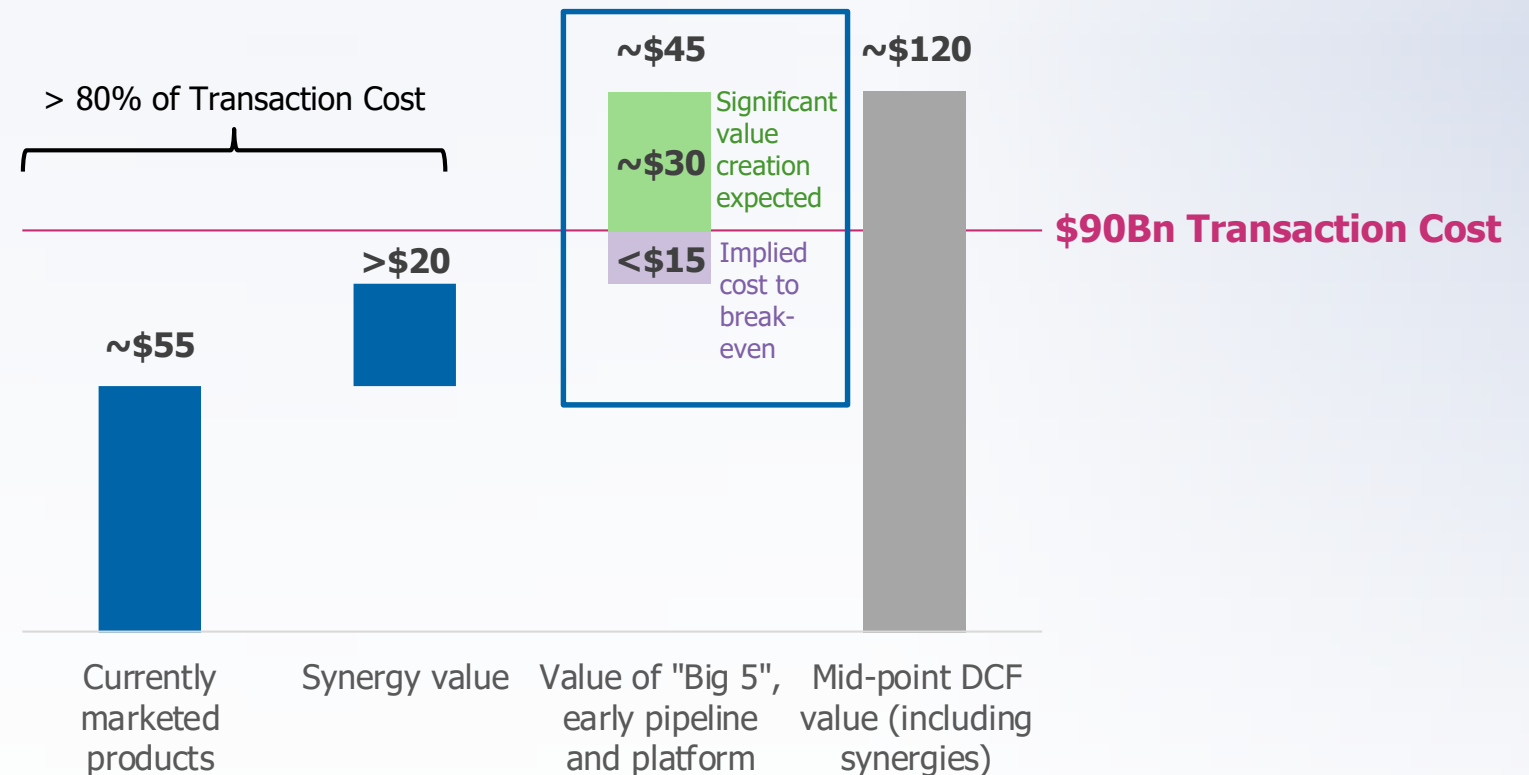 > 80% of Transaction Cost
~$55
>$20
~$45
~$30
Significant
value
creation
expected
<$15
Implied
cost to
break-
even
~$120
$90Bn Transaction Cost
Currently
marketed
products
Synergy value
Value of "Big 5",
early pipeline
and platform
Mid-point DCF
value (including
synergies)